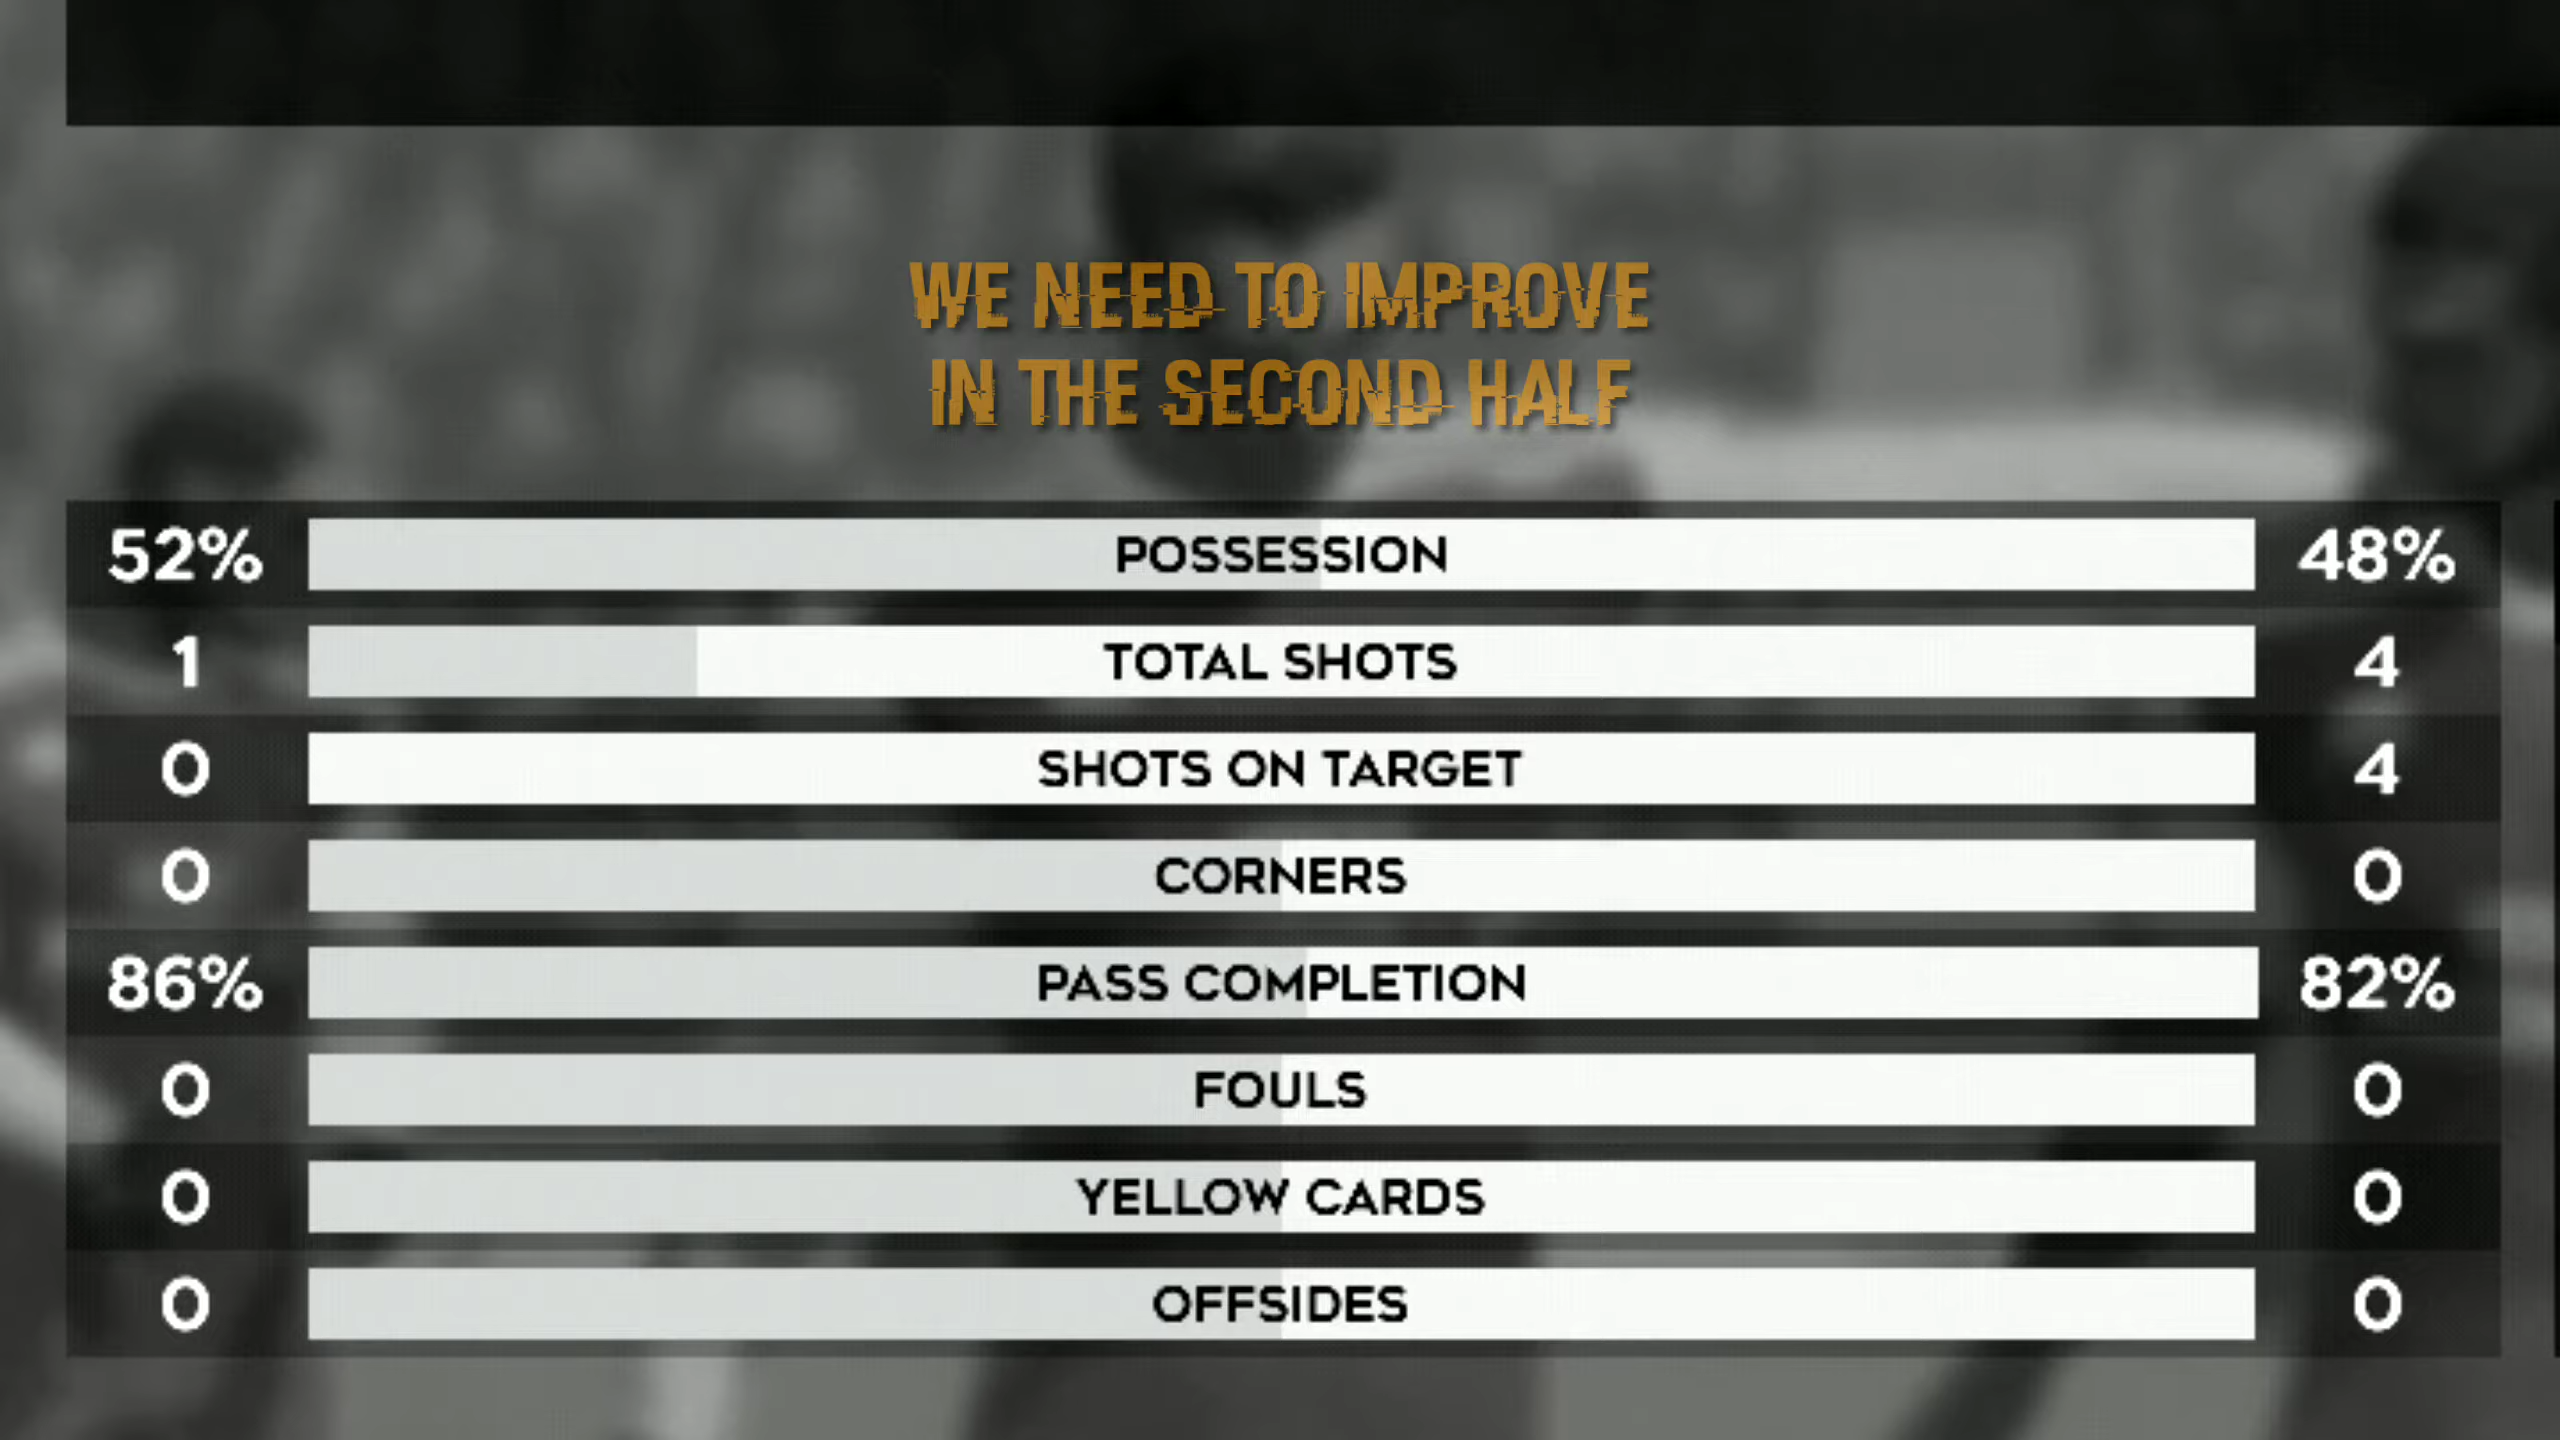 WE NEED TO IMPROVE
IN THE SECOND HALF
52% POSSESSION 48%
1 TOTAL SHOTS 4
0 SHOTS ON TARGET 4
0 CORNERS 0
86% PASS COMPLETION 82%
0 FOULS 0
0 YELLOW CARDS 0
0 OFFSIDES 0